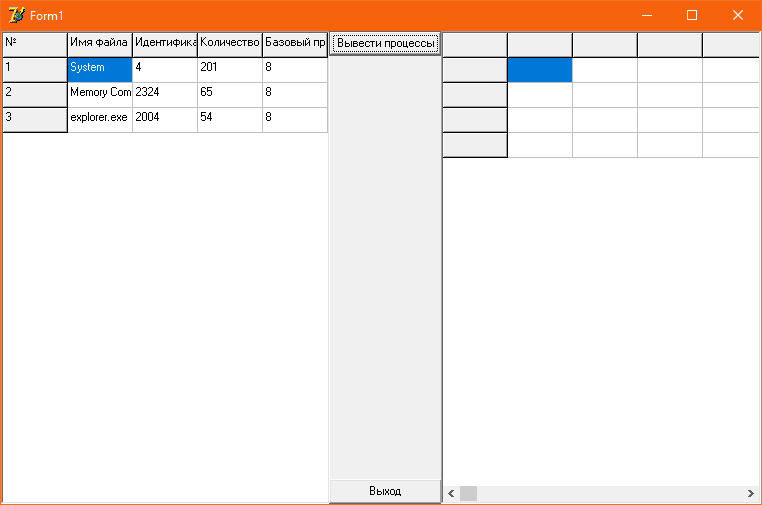 Form1
№ Имя файла Идентифика Количество Базовый пр
1 System 4 201 8
2 Memory Com 2324 65 8
3 explorer.exe 2004 54 8
Вывести процессы
Выход